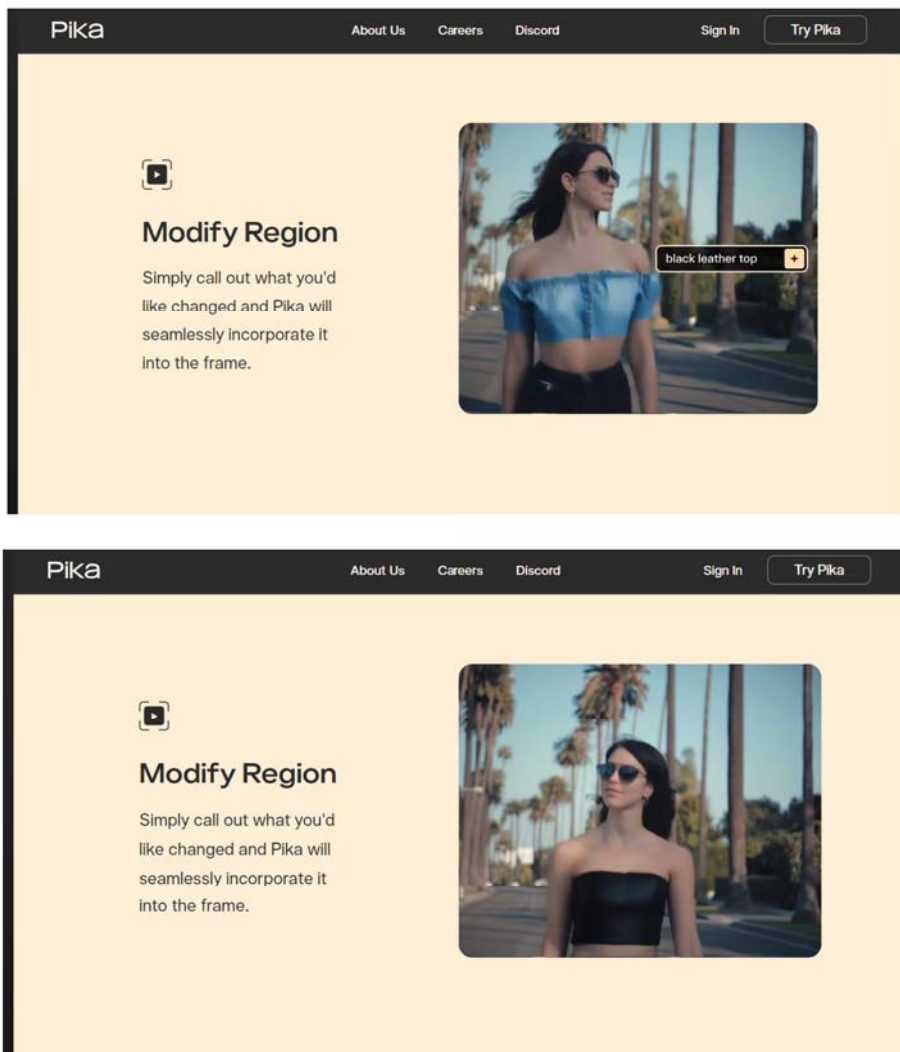 Pika
About Us Careers Discord
Sign In Try Pika
Modify Region
Simply call out what you'd
like changed and Pika will
seamlessly incorporate it
into the frame.
black leather top +
Pika
About Us Careers Discord
Sign In Try Pika
Modify Region
Simply call out what you'd
like changed and Pika will
seamlessly incorporate it
into the frame.